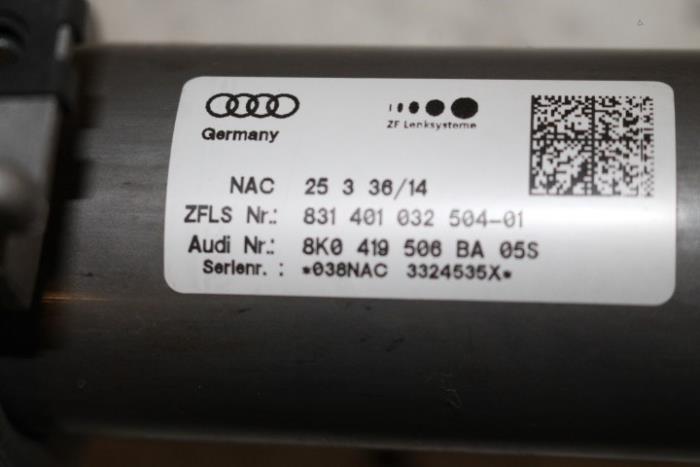 Germany
ZF Lenksysteme
NAC 25 3 36/14
ZFLS Nr.: 831 401 032 504-01
Audi Nr.: 8K0 419 506 BA 05S
Seriennr. : *038NAC 3324535X*